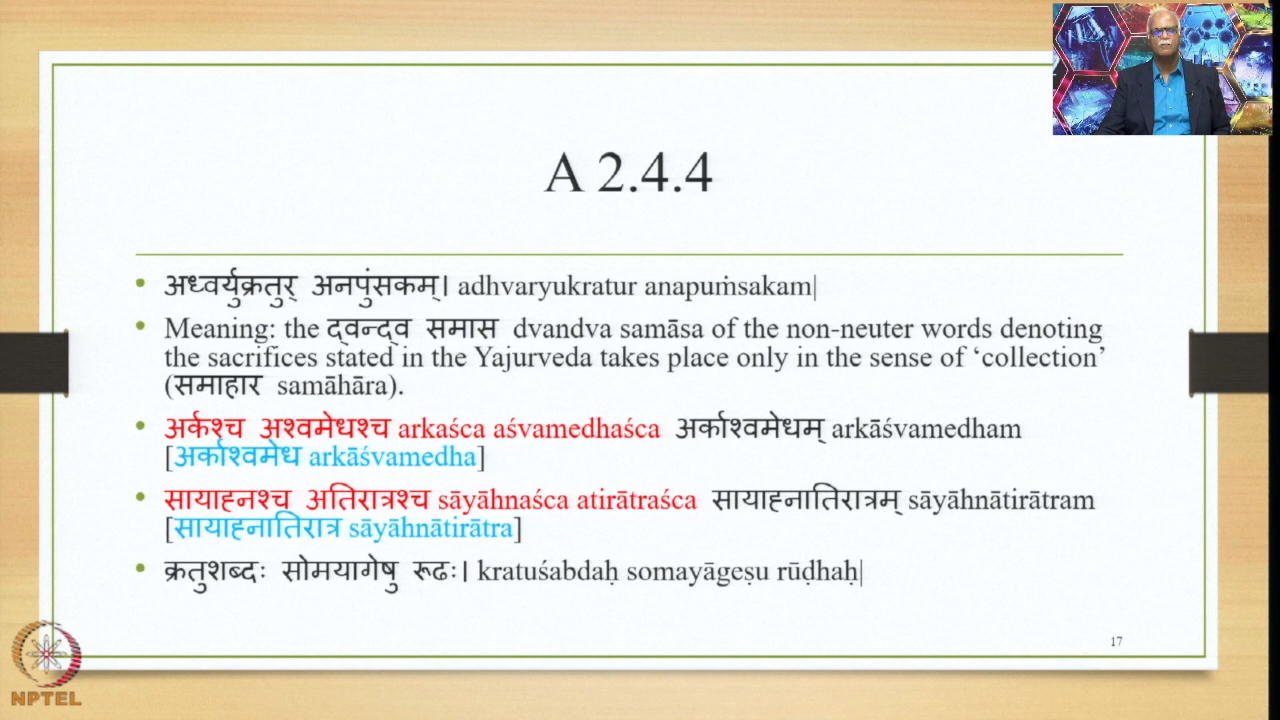 A 2.4.4
• अध्वर्युक्रतुर् अनपुंसकम्। adhvaryukratur anapuṁsakam|
• Meaning: the द्वन्द्व समास dvandva samāsa of the non-neuter words denoting
the sacrifices stated in the Yajurveda takes place only in the sense of ‘collection’
(समाहार samāhāra).
• अर्कश्च अश्वमेधश्च arkaśca aśvamedhaśca अर्काश्वमेधम् arkāśvamedham
[अर्काश्वमेध arkāśvamedha]
• सायाह्नश्च अतिरात्रश्च sāyāhnaśca atirātraśca सायाह्नातिरात्रम् sāyāhnātirātram
[सायाह्नातिरात्र sāyāhnātirātra]
• क्रतुशब्दः सोमयागेषु रूढः। kratuśabdaḥ somayāgeṣu rūḍhaḥ|
17
NPTEL